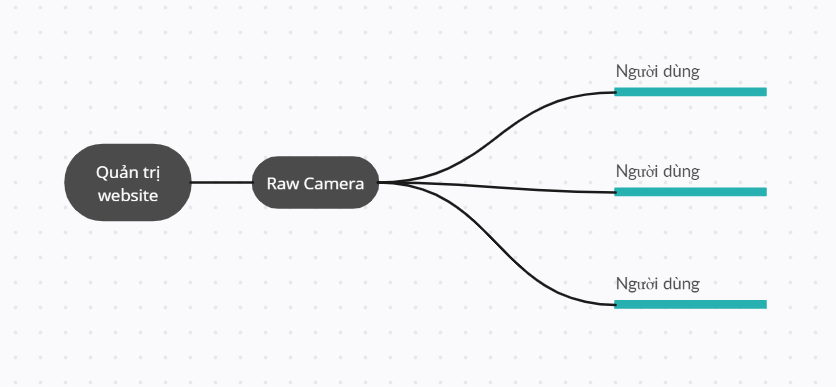 Người dùng
Quản trị
website
Raw Camera
Người dùng
Người dùng